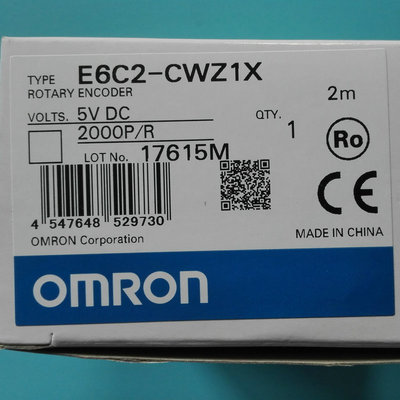 TYPE E6C2-CWZ1X
ROTARY ENCODER 2m
VOLTS. 5V DC QTY. 1
2000P/R
LOT No. 17615M
Ro
CE
4 547648 529730
OMRON Corporation
MADE IN CHINA
OMRON